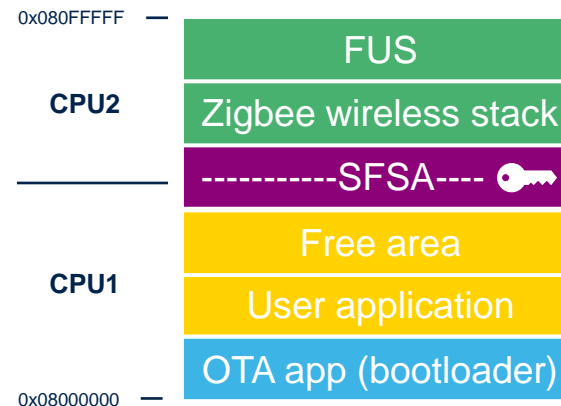 0x080FFFFF
FUS
CPU2
Zigbee wireless stack
-----------SFSA----
Free area
CPU1
User application
OTA app (bootloader)
0x08000000